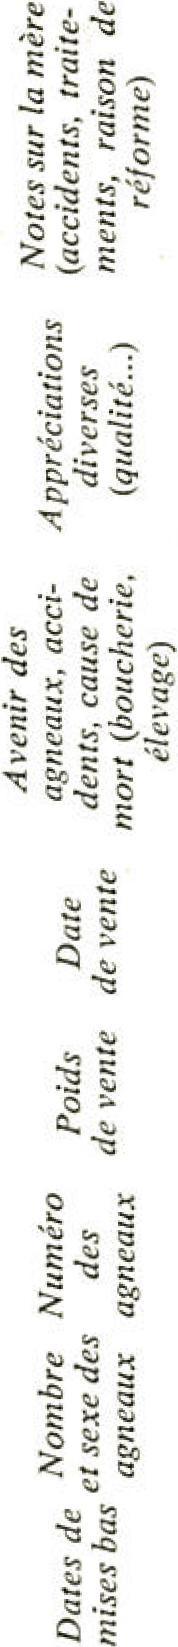 Dates de
mises bas
Nombre
et sexe des
agneaux
Numéro
des
agneaux
Poids
de vente
Date
de vente
Avenir des
agneaux, acci-
dents, cause de
mort (boucherie,
élevage)
Appréciations
diverses
(qualité...)
Notes sur la mère
(accidents, traite-
ments, raison de
réforme)